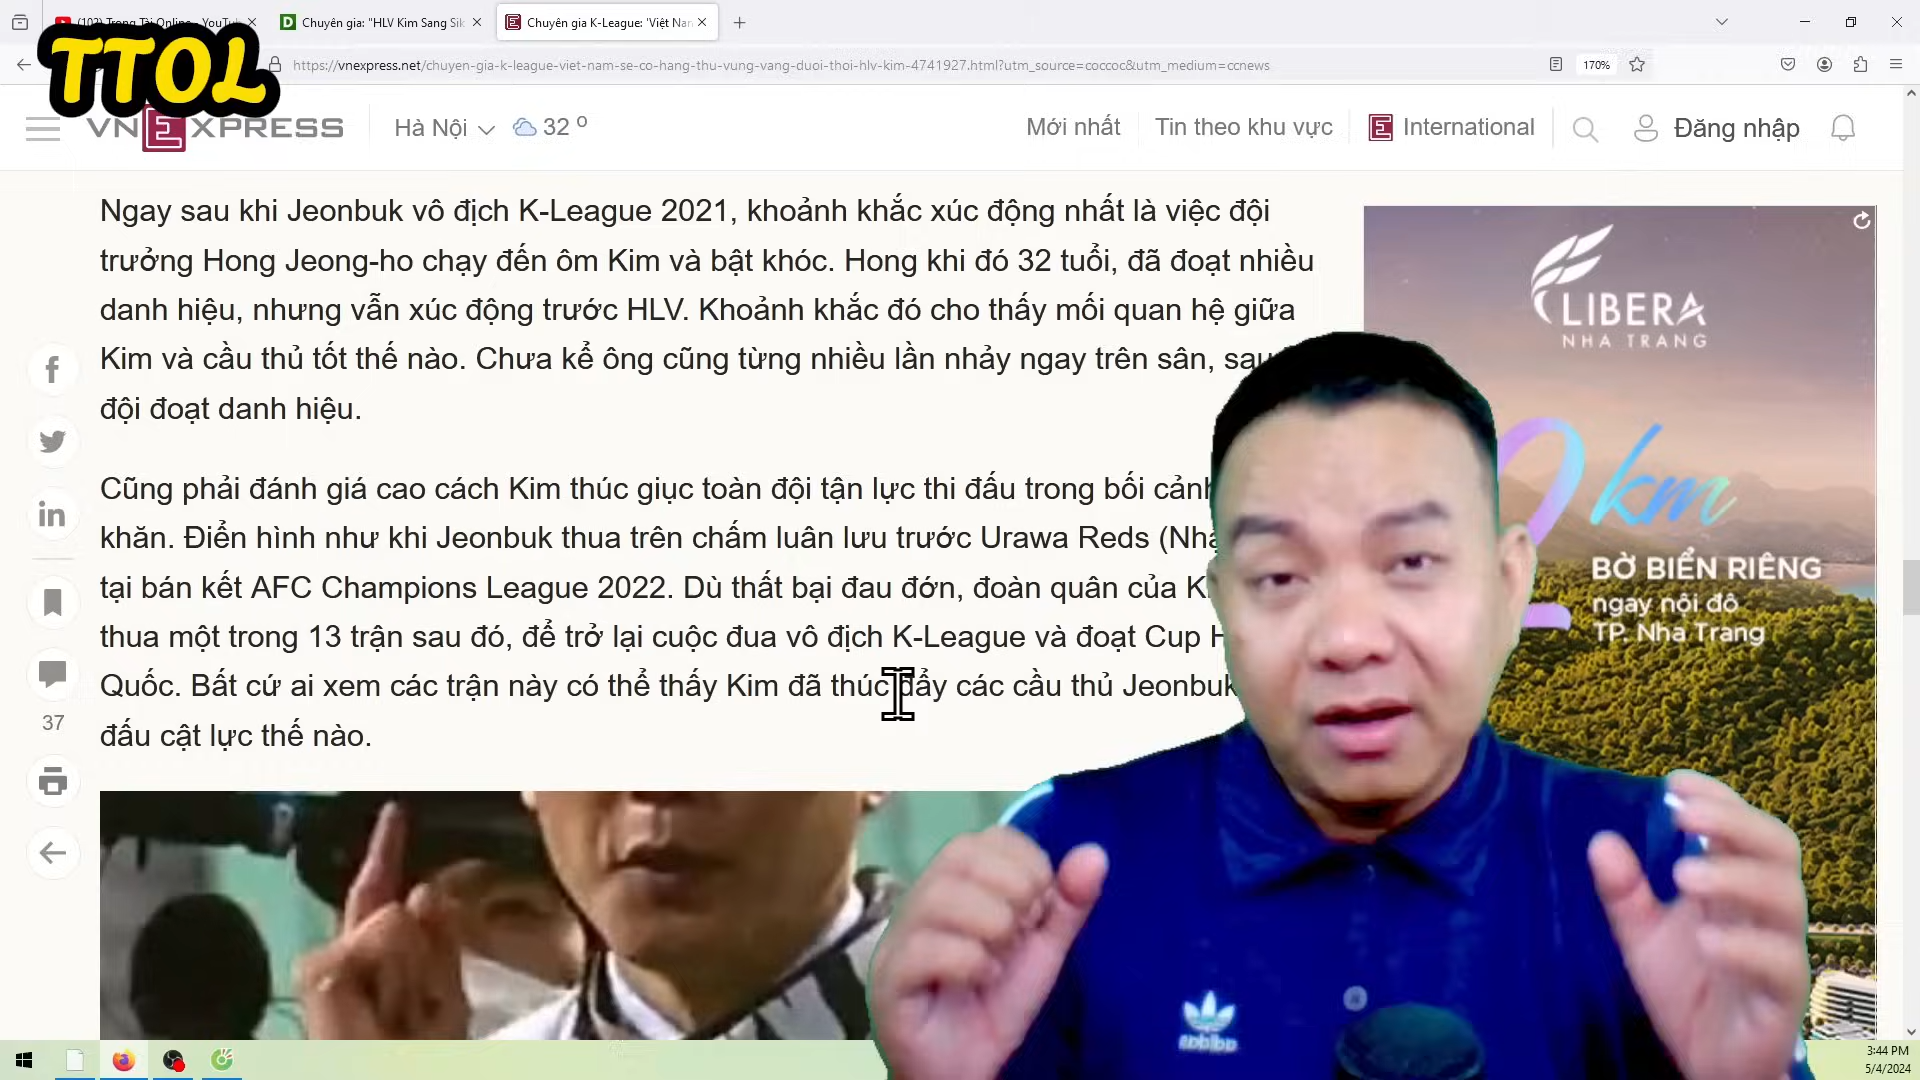 (102) Trọng Tài Online - YouTub
Chuyên gia: "HLV Kim Sang Sik
Chuyên gia K-League: 'Việt Nam
TTOL
https://vnexpress.net/chuyen-gia-k-league-viet-nam-se-co-hang-thu-vung-vang-duoi-thoi-hlv-kim-4741927.html?utm_source=coccoc&utm_medium=ccnews
170%
VNEXPRESS
Hà Nội
32 º
Mới nhất
Tin theo khu vực
International
Đăng nhập
Ngay sau khi Jeonbuk vô địch K-League 2021, khoảnh khắc xúc động nhất là việc đội
trưởng Hong Jeong-ho chạy đến ôm Kim và bật khóc. Hong khi đó 32 tuổi, đã đoạt nhiều
danh hiệu, nhưng vẫn xúc động trước HLV. Khoảnh khắc đó cho thấy mối quan hệ giữa
Kim và cầu thủ tốt thế nào. Chưa kể ông cũng từng nhiều lần nhảy ngay trên sân, sau
đội đoạt danh hiệu.
Cũng phải đánh giá cao cách Kim thúc giục toàn đội tận lực thi đấu trong bối cảnh
khăn. Điển hình như khi Jeonbuk thua trên chấm luân lưu trước Urawa Reds (Nhậ
tại bán kết AFC Champions League 2022. Dù thất bại đau đớn, đoàn quân của K
thua một trong 13 trận sau đó, để trở lại cuộc đua vô địch K-League và đoạt Cup H
Quốc. Bất cứ ai xem các trận này có thể thấy Kim đã thúc đẩy các cầu thủ Jeonbuk
đấu cật lực thế nào.
37
LIBERA
NHA TRANG
2km
BỜ BIỂN RIÊNG
ngay nội đô
TP. Nha Trang
adidas
3:44 PM
5/4/2024